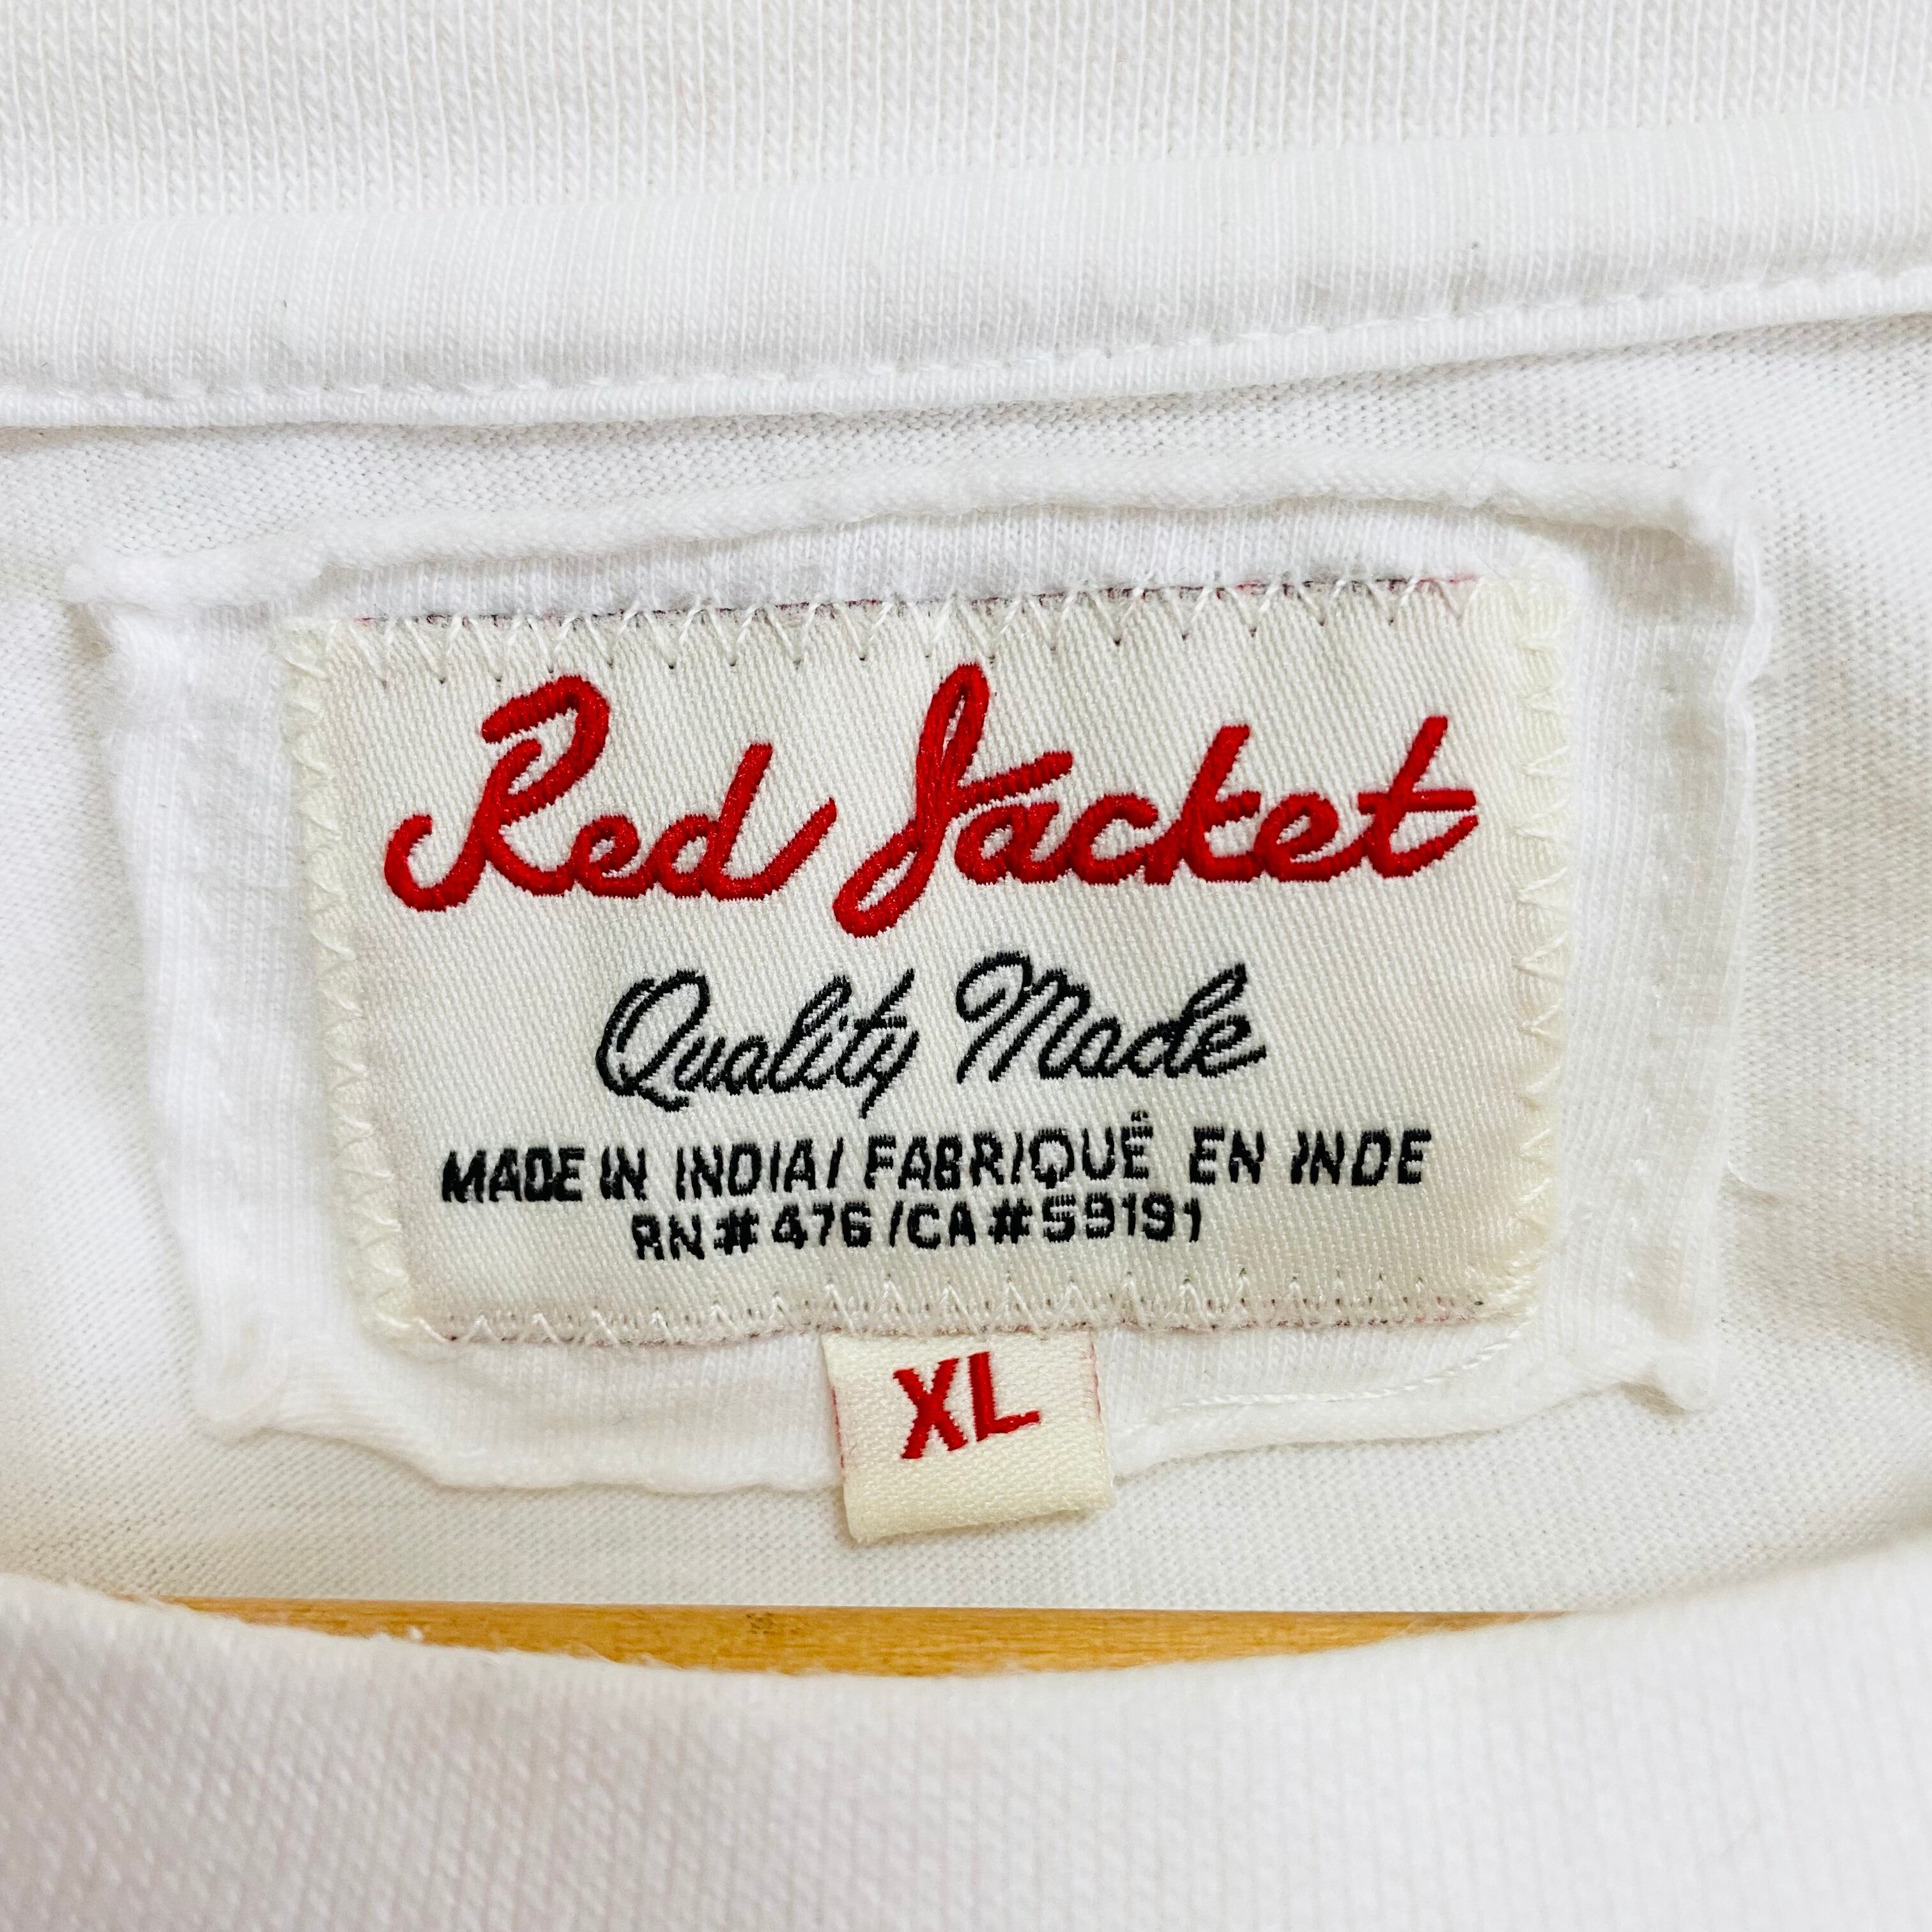 Red Jacket
Quality Made
MADE IN INDIA / FABRIQUÉ EN INDE
RN# 476 / CA# 59191
XL